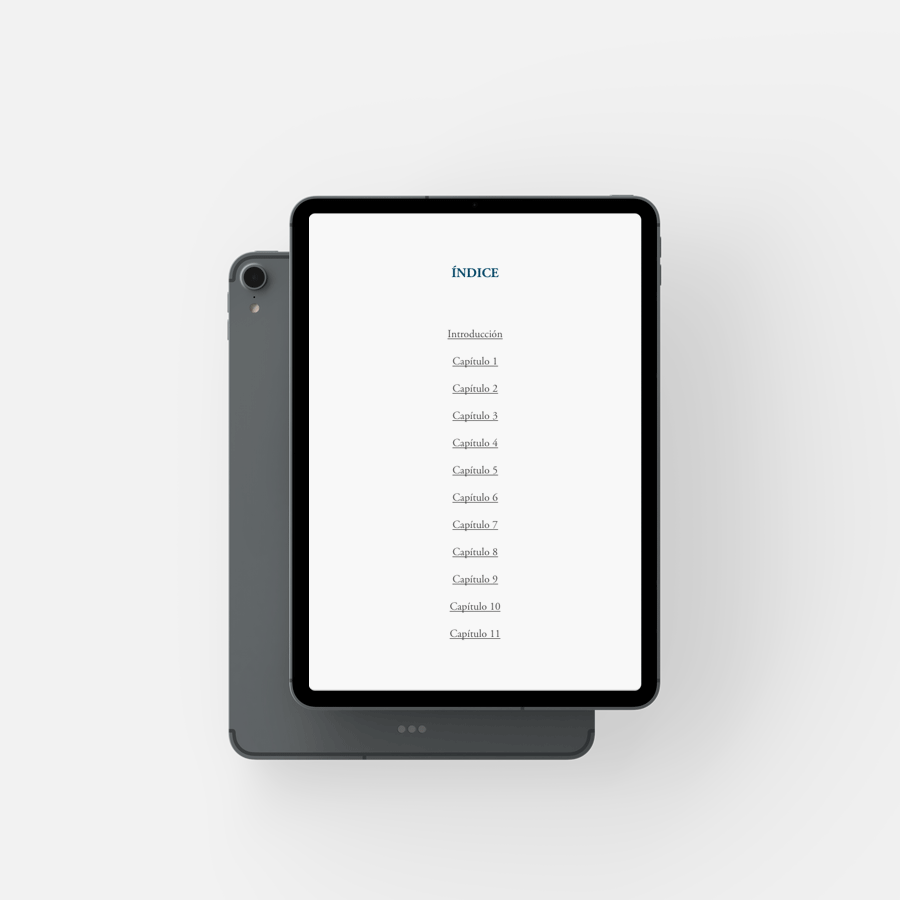 ÍNDICE
Introducción
Capítulo 1
Capítulo 2
Capítulo 3
Capítulo 4
Capítulo 5
Capítulo 6
Capítulo 7
Capítulo 8
Capítulo 9
Capítulo 10
Capítulo 11